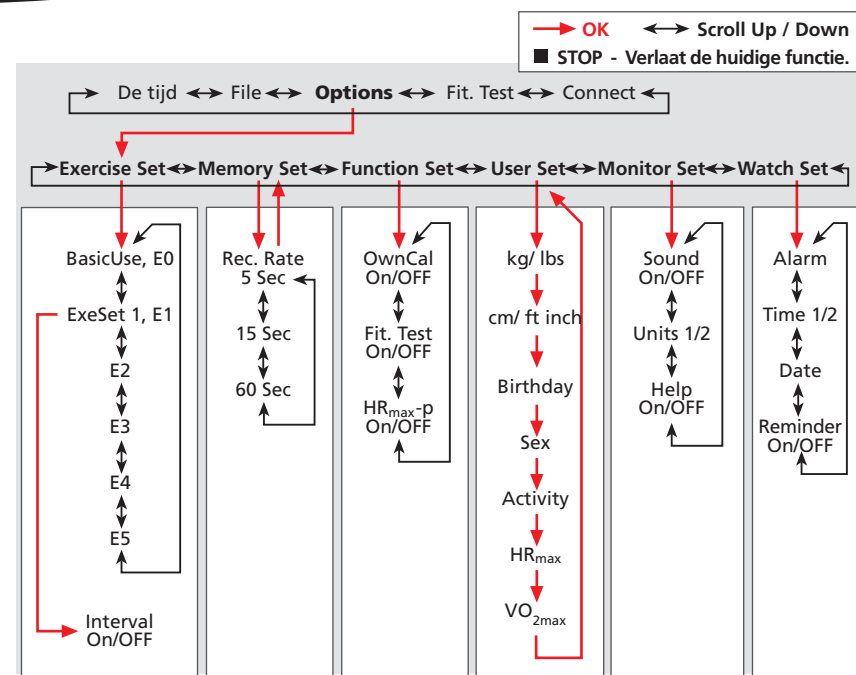 OK Scroll Up / Down
STOP - Verlaat de huidige functie.
De tijd File Options Fit. Test Connect
Exercise Set Memory Set Function Set User Set Monitor Set Watch Set
BasicUse, E0
ExeSet 1, E1
E2
E3
E4
E5
Interval
On/OFF
Rec. Rate
5 Sec
15 Sec
60 Sec
OwnCal
On/OFF
Fit. Test
On/OFF
HRmax-p
On/OFF
kg/ lbs
cm/ ft inch
Birthday
Sex
Activity
HRmax
VO2max
Sound
On/OFF
Units 1/2
Help
On/OFF
Alarm
Time 1/2
Date
Reminder
On/OFF